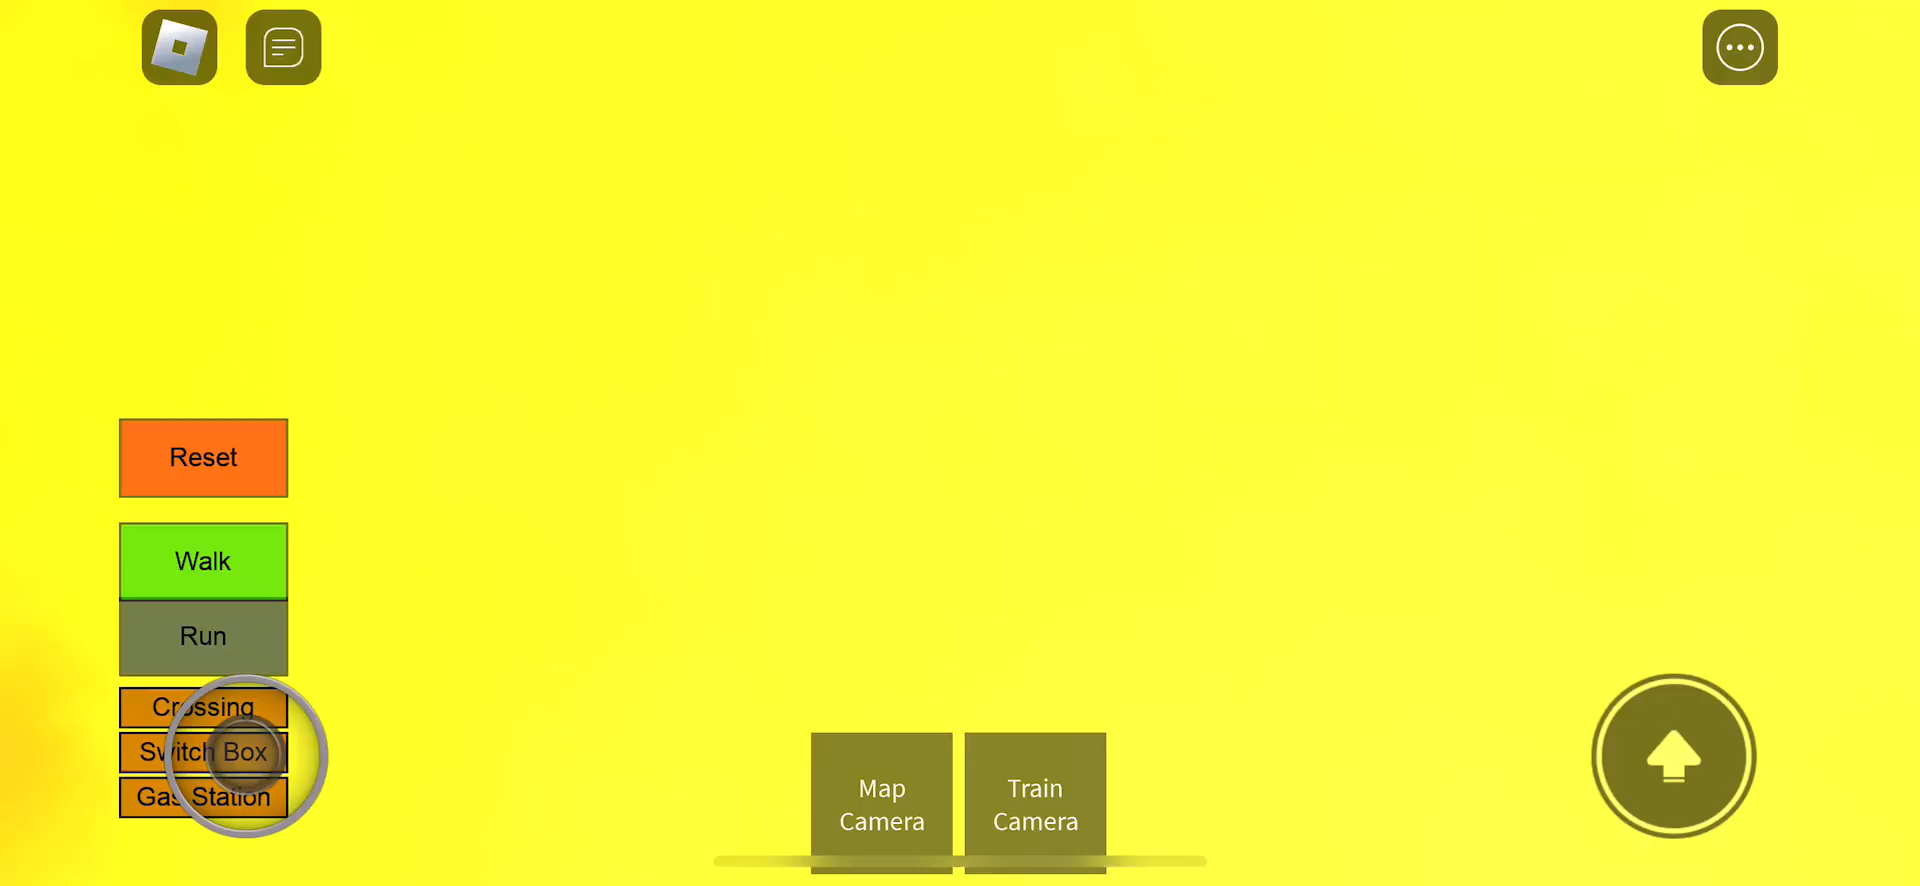 Reset
Walk
Run
Crossing
Switch Box
Gas Station
Map
Camera
Train
Camera